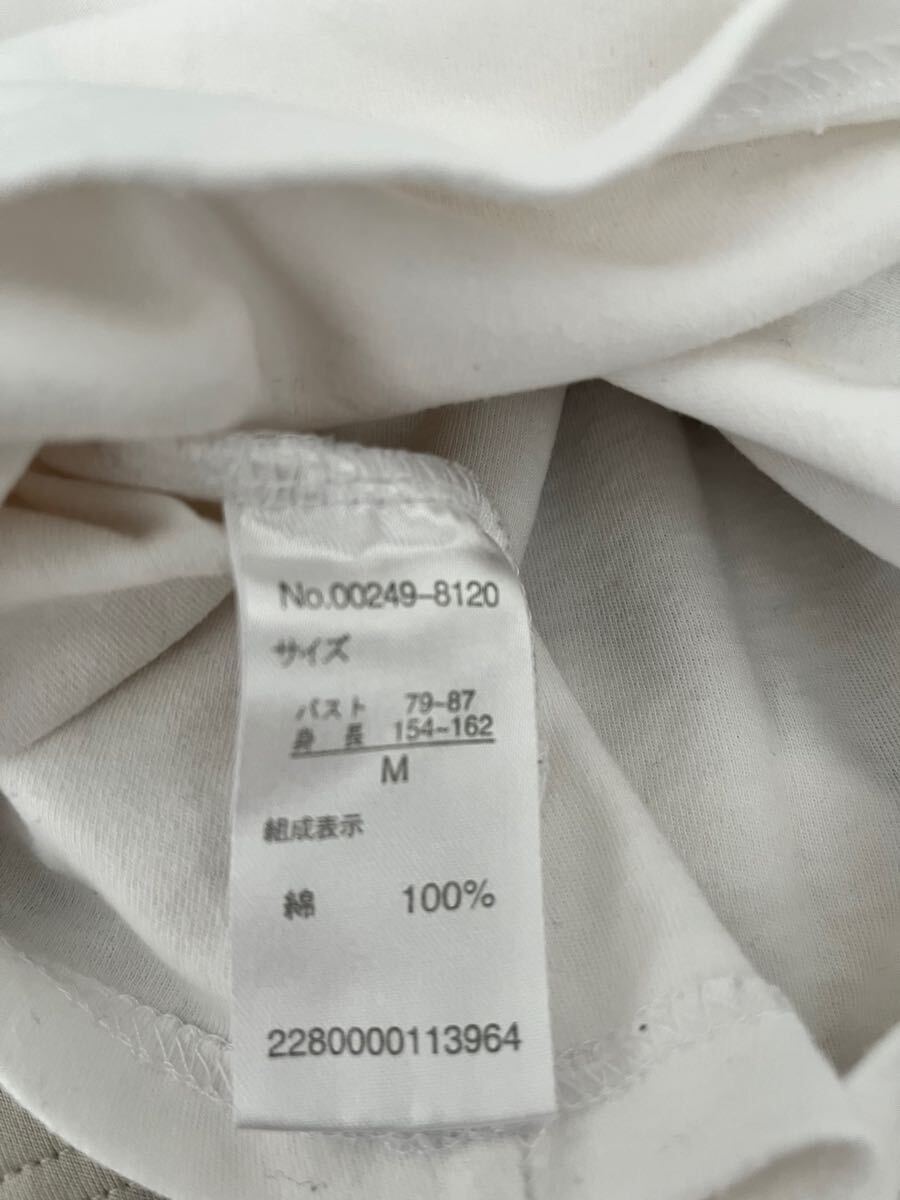 No.00249-8120
サイズ
バスト 79~87
身長 154~162
M
組成表示
綿 100%
2280000113964